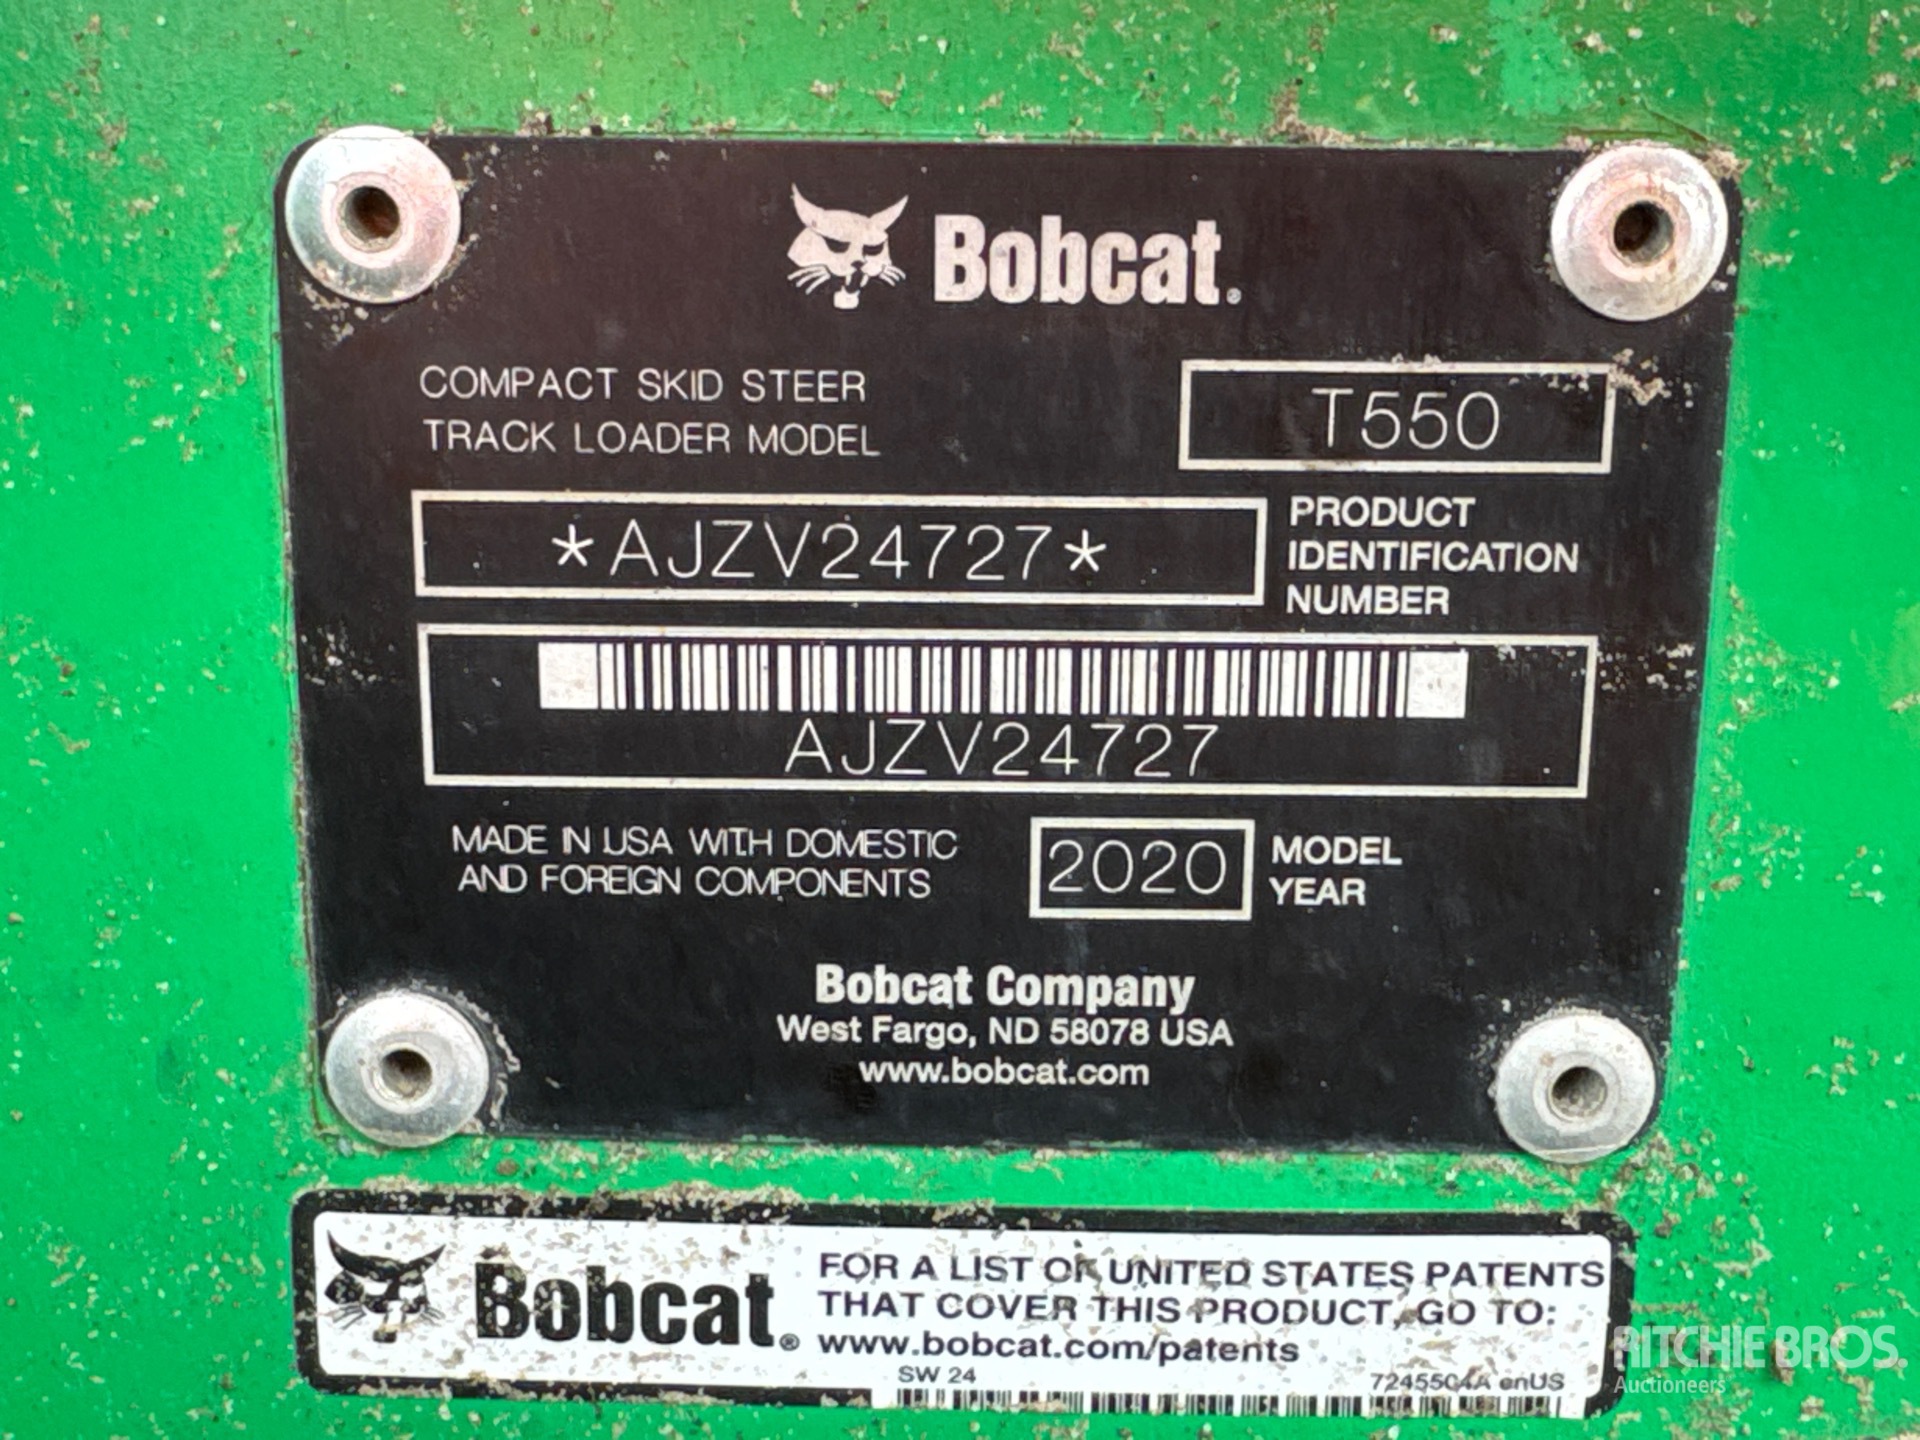 Bobcat®
COMPACT SKID STEER
TRACK LOADER MODEL
T550
*AJZV24727*
PRODUCT
IDENTIFICATION
NUMBER
AJZV24727
MADE IN USA WITH DOMESTIC
AND FOREIGN COMPONENTS
2020
MODEL
YEAR
Bobcat Company
West Fargo, ND 58078 USA
www.bobcat.com
Bobcat®
FOR A LIST OF UNITED STATES PATENTS
THAT COVER THIS PRODUCT, GO TO:
www.bobcat.com/patents
SW 24
7245504A enUS
RITCHIE BROS.
Auctioneers